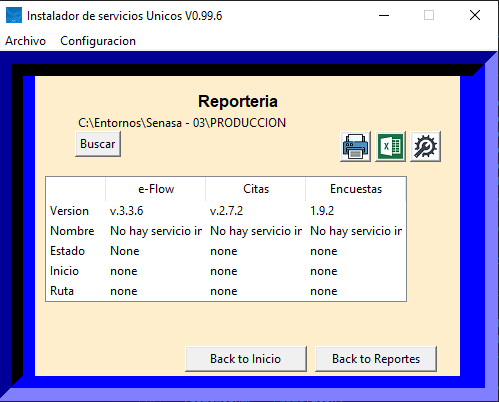 Instalador de servicios Unicos V0.99.6
Archivo Configuracion
Reporteria
C:\Entornos\Senasa - 03\PRODUCCION
Buscar
e-Flow Citas Encuestas
Version v.3.3.6 v.2.7.2 1.9.2
Nombre No hay servicio ir No hay servicio ir No hay servicio ir
Estado None none none
Inicio none none none
Ruta none none none
Back to Inicio Back to Reportes